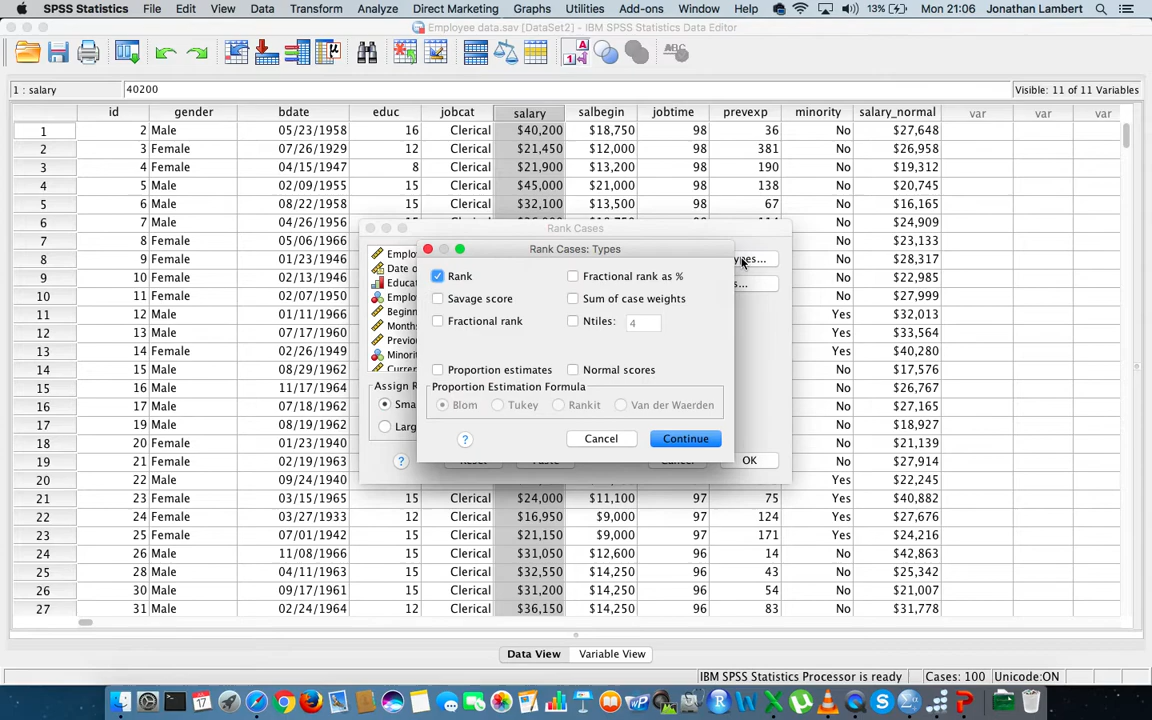 SPSS Statistics File Edit View Data Transform Analyze Direct Marketing Graphs Utilities Add-ons Window Help 13% Mon 21:06 Jonathan Lambert
Employee data.sav [DataSet2] - IBM SPSS Statistics Data Editor
1 : salary 40200 Visible: 11 of 11 Variables
id gender bdate educ jobcat salary salbegin jobtime prevexp minority salary_normal var var var
1 2 Male 05/23/1958 16 Clerical $40,200 $18,750 98 36 No $27,648
2 3 Female 07/26/1929 12 Clerical $21,450 $12,000 98 381 No $26,958
3 4 Female 04/15/1947 8 Clerical $21,900 $13,200 98 190 No $19,312
4 5 Male 02/09/1955 15 Clerical $45,000 $21,000 98 138 No $20,745
5 6 Male 08/22/1958 15 Clerical $32,100 $13,500 98 67 No $16,165
6 7 Male 04/26/1956 No $24,909
7 8 Female 05/06/1966 No $23,133
8 9 Female 01/23/1946 No $28,317
9 10 Female 02/13/1946 No $22,985
10 11 Female 02/07/1950 No $27,999
11 12 Male 01/11/1966 Yes $32,013
12 13 Male 07/17/1960 Yes $33,564
13 14 Female 02/26/1949 Yes $40,280
14 15 Male 08/29/1962 No $17,576
15 16 Male 11/17/1964 No $26,767
16 17 Male 07/18/1962 No $27,165
17 19 Male 08/19/1962 No $18,927
18 20 Female 01/23/1940 No $21,139
19 21 Female 02/19/1963 No $27,914
20 22 Male 09/24/1940 Yes $22,245
21 23 Female 03/15/1965 15 Clerical $24,000 $11,100 97 75 Yes $40,882
22 24 Female 03/27/1933 12 Clerical $16,950 $9,000 97 124 Yes $27,676
23 25 Female 07/01/1942 15 Clerical $21,150 $9,000 97 171 Yes $24,216
24 26 Male 11/08/1966 15 Clerical $31,050 $12,600 96 14 No $42,863
25 28 Male 04/11/1963 15 Clerical $32,550 $14,250 96 43 No $25,342
26 30 Male 09/17/1961 15 Clerical $31,200 $14,250 96 54 No $21,007
27 31 Male 02/24/1964 12 Clerical $36,150 $14,250 96 83 No $31,778
Rank Cases
Rank Cases: Types
Rank Fractional rank as %
Savage score Sum of case weights
Fractional rank Ntiles: 4
Proportion estimates Normal scores
Proportion Estimation Formula
Blom Tukey Rankit Van der Waerden
? Cancel Continue
? OK
Data View Variable View
IBM SPSS Statistics Processor is ready Cases: 100 Unicode:ON